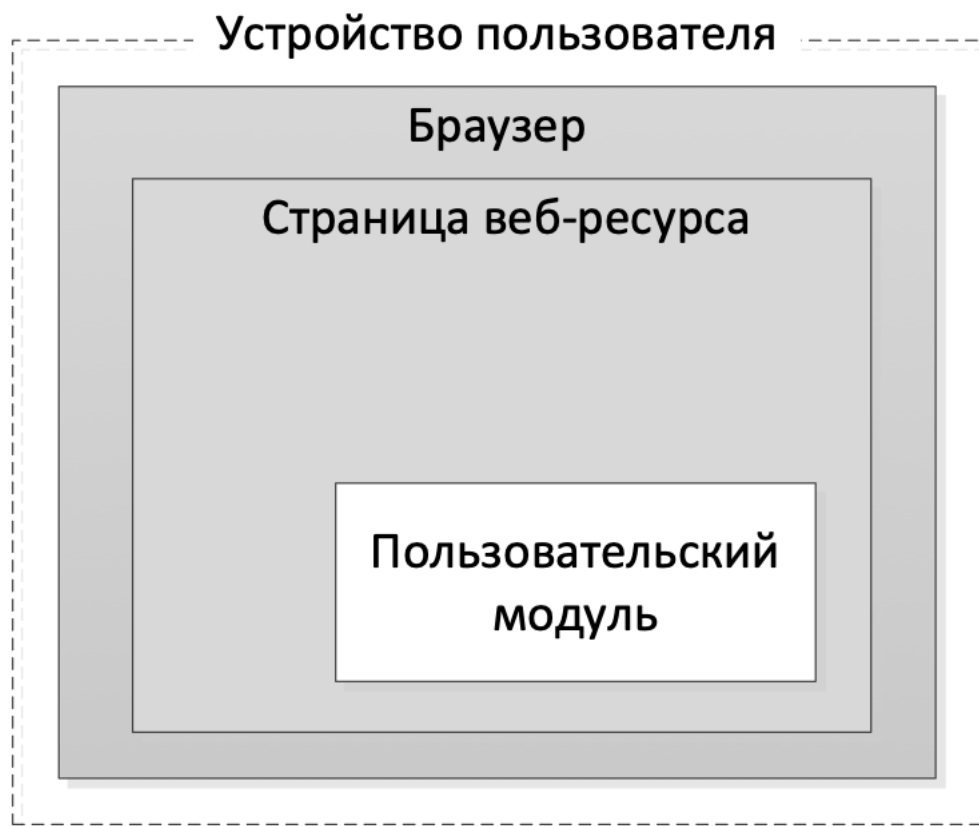 Устройство пользователя
Браузер
Страница веб-ресурса
Пользовательский
модуль